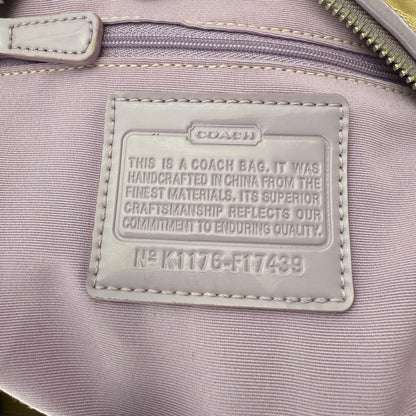 COACH
THIS IS A COACH BAG. IT WAS
HANDCRAFTED IN CHINA FROM THE
FINEST MATERIALS. ITS SUPERIOR
CRAFTSMANSHIP REFLECTS OUR
COMMITMENT TO ENDURING QUALITY.
Nº K1176-F17439